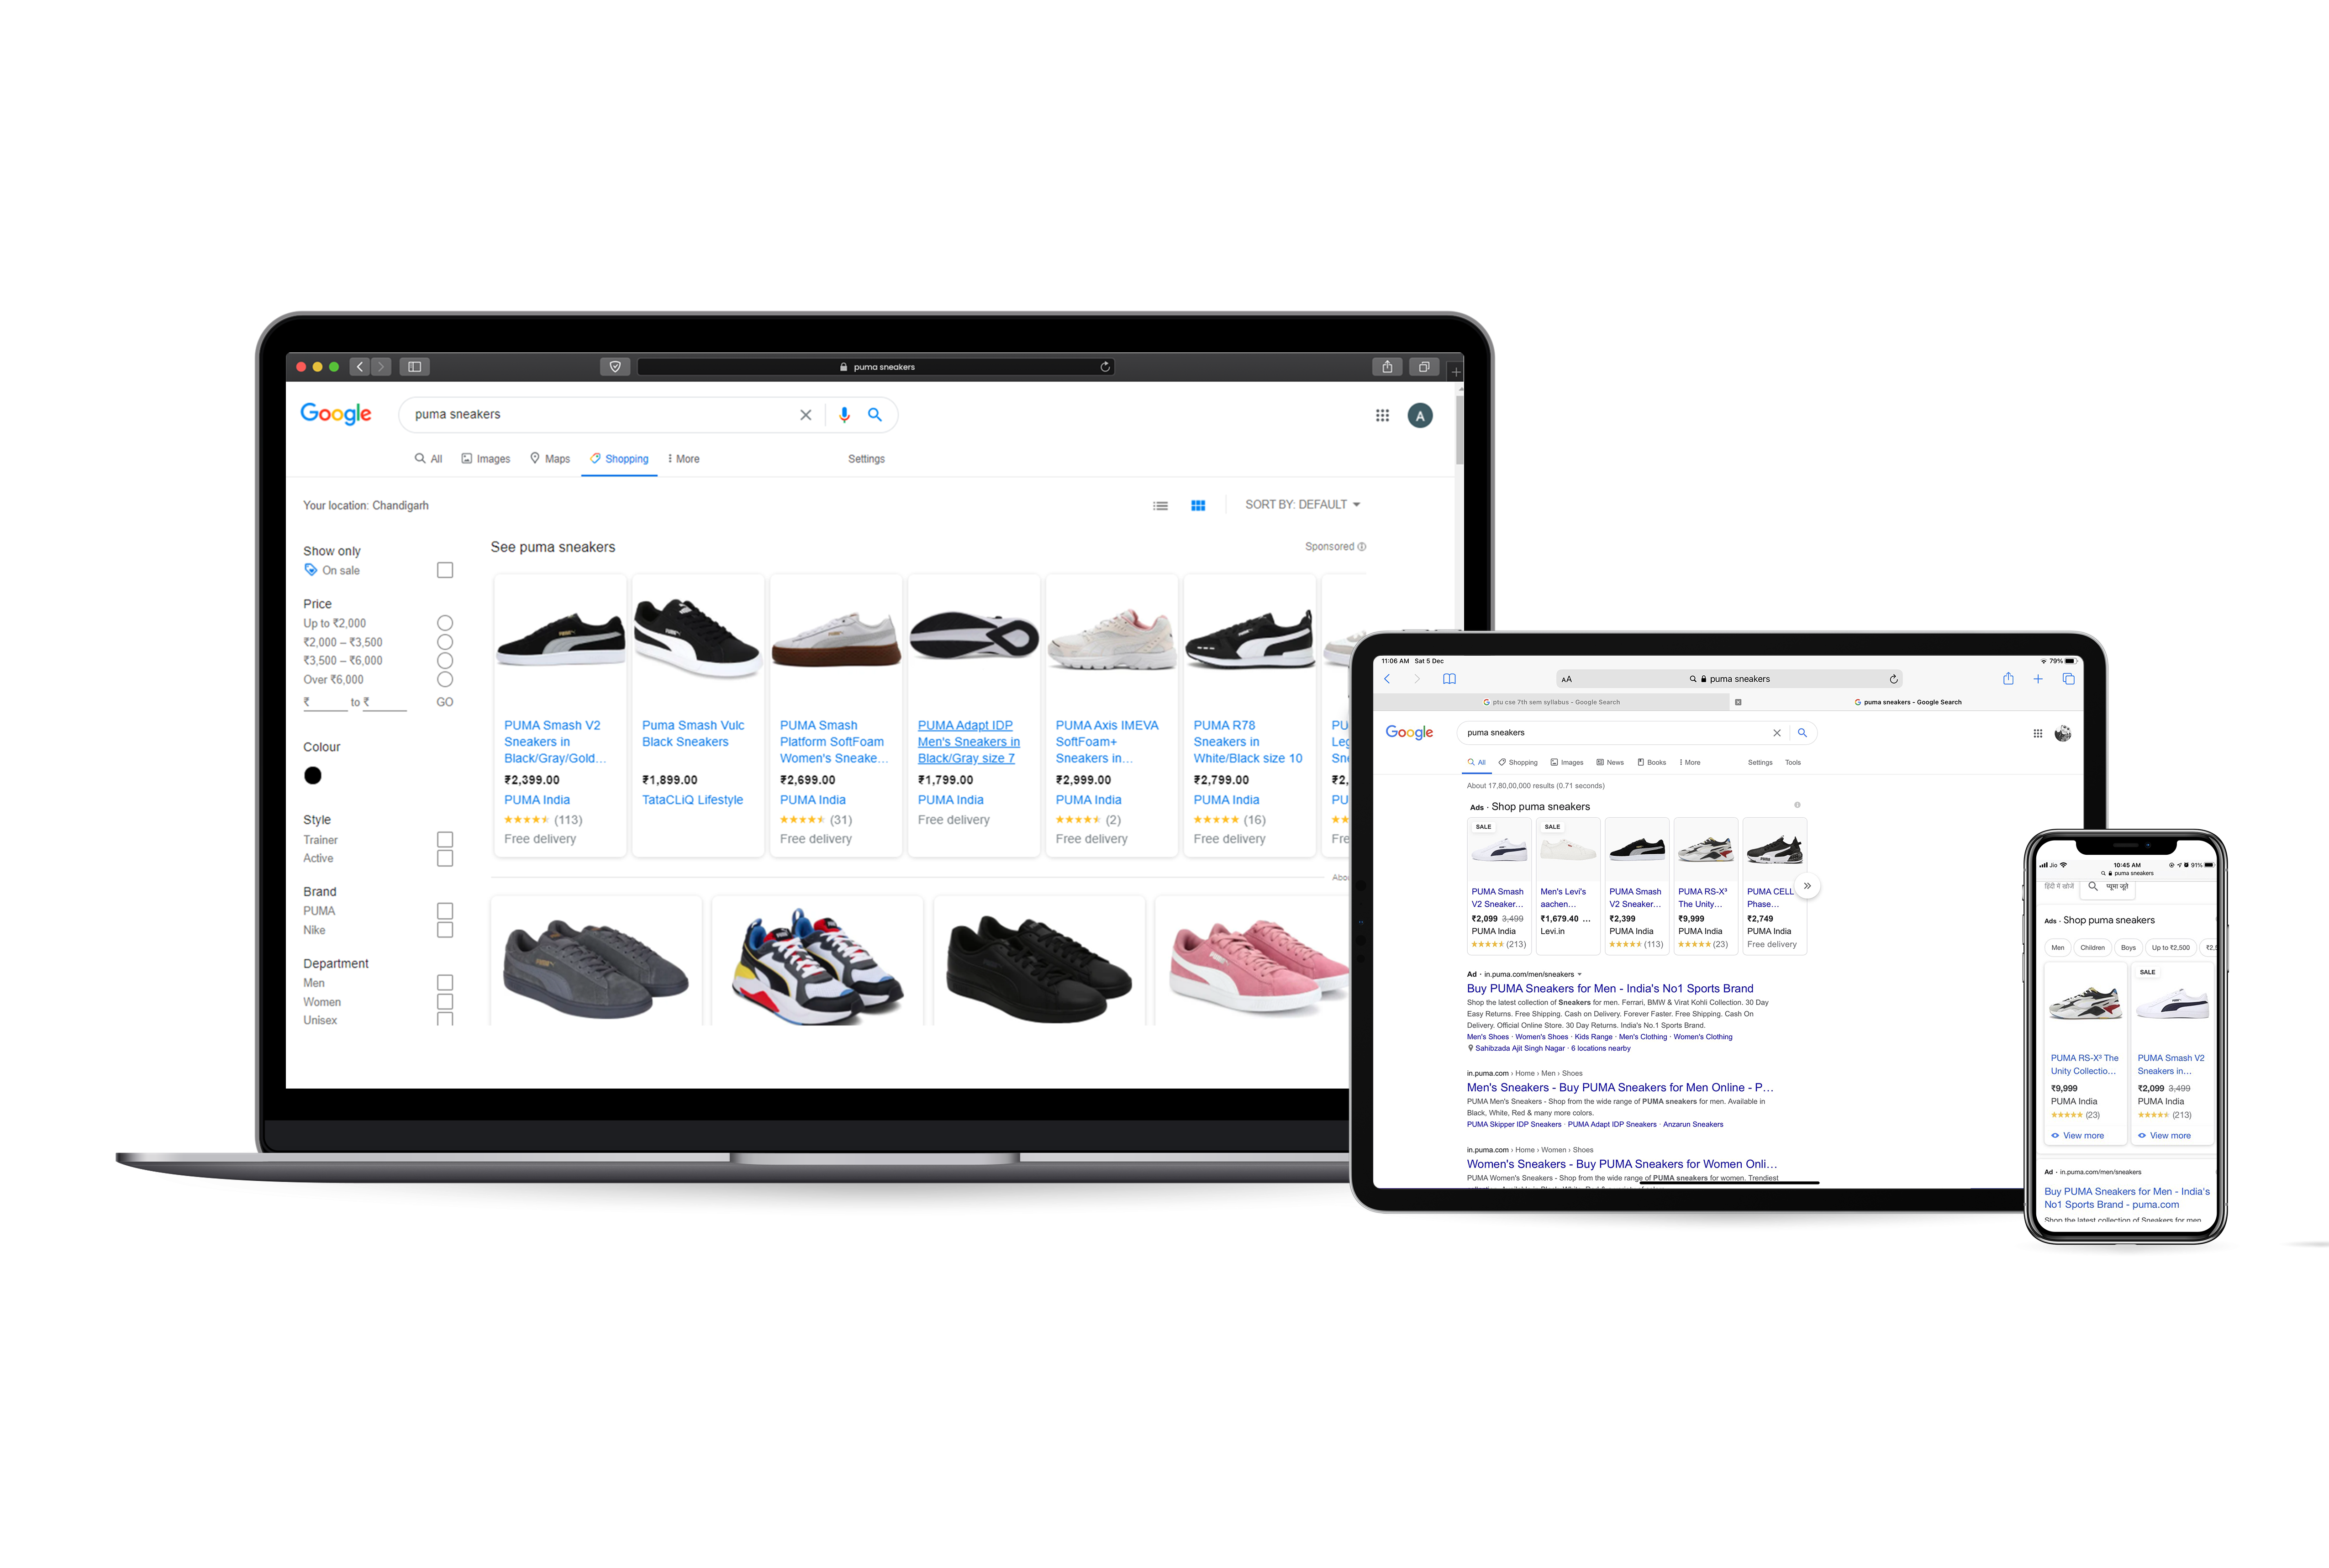 puma sneakers
Google
puma sneakers
A
All Images Maps Shopping More Settings
Your location: Chandigarh
SORT BY: DEFAULT
Show only
On sale
Price
Up to ₹2,000
₹2,000 – ₹3,500
₹3,500 – ₹6,000
Over ₹6,000
₹ to ₹ GO
Colour
Style
Trainer
Active
Brand
PUMA
Nike
Department
Men
Women
Unisex
See puma sneakers
Sponsored
PUMA Smash V2
Sneakers in
Black/Gray/Gold...
₹2,399.00
PUMA India
(113)
Free delivery
Puma Smash Vulc
Black Sneakers
₹1,899.00
TataCLiQ Lifestyle
PUMA Smash
Platform SoftFoam
Women's Sneake...
₹2,699.00
PUMA India
(31)
Free delivery
PUMA Adapt IDP
Men's Sneakers in
Black/Gray size 7
₹1,799.00
PUMA India
Free delivery
PUMA Axis IMEVA
SoftFoam+
Sneakers in...
₹2,999.00
PUMA India
(2)
Free delivery
PUMA R78
Sneakers in
White/Black size 10
₹2,799.00
PUMA India
(16)
Free delivery
PU
Leg
Sne
₹2,
PU
Fre
Abo
11:06 AM Sat 5 Dec
79%
AA
puma sneakers
ptu cse 7th sem syllabus - Google Search
puma sneakers - Google Search
Google
puma sneakers
All Shopping Images News Books More Settings Tools
About 17,80,00,000 results (0.71 seconds)
Ads · Shop puma sneakers
SALE
PUMA Smash
V2 Sneaker...
₹2,099 3,499
PUMA India
(213)
SALE
Men's Levi's
aachen...
₹1,679.40 ...
Levi.in
PUMA Smash
V2 Sneaker...
₹2,399
PUMA India
(113)
PUMA RS-X³
The Unity...
₹9,999
PUMA India
(23)
PUMA CELL
Phase...
₹2,749
PUMA India
Free delivery
Ad · in.puma.com/men/sneakers
Buy PUMA Sneakers for Men - India's No1 Sports Brand
Shop the latest collection of Sneakers for men. Ferrari, BMW & Virat Kohli Collection. 30 Day
Easy Returns. Free Shipping. Cash on Delivery. Forever Faster. Free Shipping. Cash On
Delivery. Official Online Store. 30 Day Returns. India's No.1 Sports Brand.
Men's Shoes · Women's Shoes · Kids Range · Men's Clothing · Women's Clothing
Sahibzada Ajit Singh Nagar · 6 locations nearby
in.puma.com › Home › Men › Shoes
Men's Sneakers - Buy PUMA Sneakers for Men Online - P...
PUMA Men's Sneakers - Shop from the wide range of PUMA sneakers for men. Available in
Black, White, Red & many more colors.
PUMA Skipper IDP Sneakers · PUMA Adapt IDP Sneakers · Anzarun Sneakers
in.puma.com › Home › Women › Shoes
Women's Sneakers - Buy PUMA Sneakers for Women Onli...
PUMA Women's Sneakers - Shop from the wide range of PUMA sneakers for women. Trendiest
Jio
10:45 AM
91%
puma sneakers
हिंदी में खोजें
प्यूमा जूते
Ads · Shop puma sneakers
Men Children Boys Up to ₹2,500
PUMA RS-X³ The
Unity Collectio...
₹9,999
PUMA India
(23)
View more
SALE
PUMA Smash V2
Sneakers in...
₹2,099 3,499
PUMA India
(213)
View more
Ad · in.puma.com/men/sneakers
Buy PUMA Sneakers for Men - India's
No1 Sports Brand - puma.com
Shop the latest collection of Sneakers for men